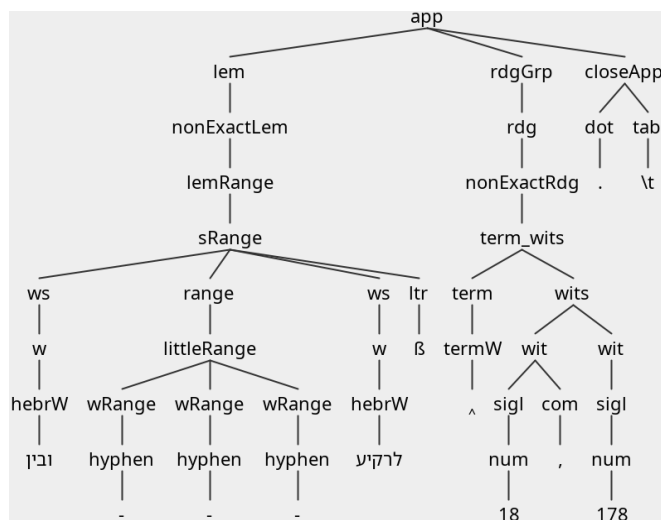 app
lem rdgGrp closeApp
nonExactLem rdg dot tab
lemRange nonExactRdg . \t
sRange term_wits
ws range ws ltr term wits
w littleRange w ß termW wit wit
hebrW wRange wRange wRange hebrW ^ sigl com sigl
ובין hyphen hyphen hyphen לרקיע num , num
- - - 18 178